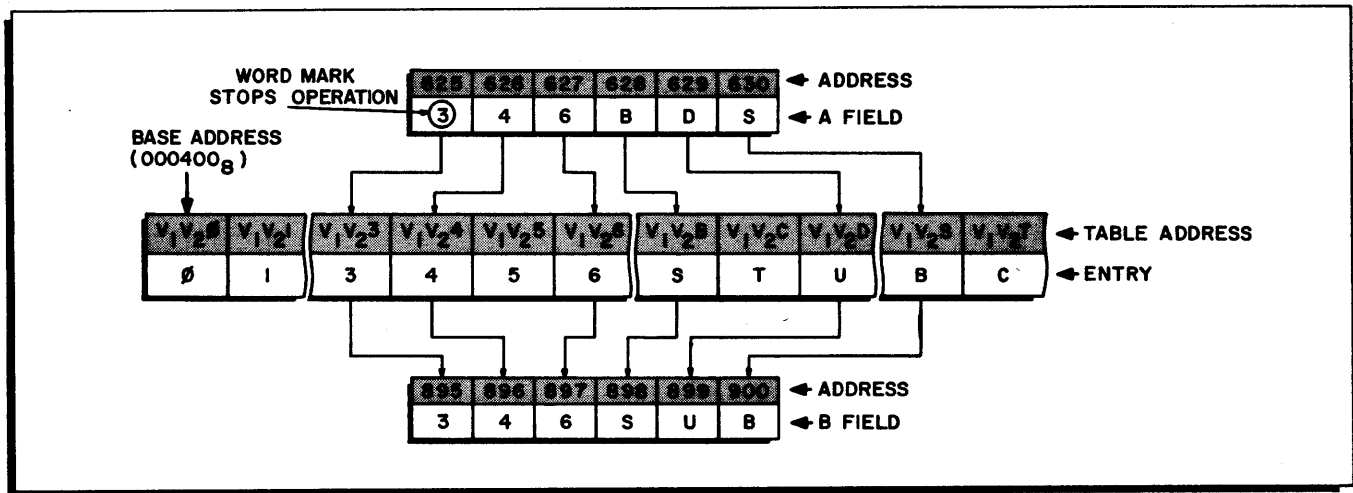 WORD MARK
STOPS OPERATION
625 626 627 628 629 630 ADDRESS
3 4 6 B D S A FIELD
BASE ADDRESS
(000400₈)
V₁V₂Ø V₁V₂1 V₁V₂3 V₁V₂4 V₁V₂5 V₁V₂6 V₁V₂B V₁V₂C V₁V₂D V₁V₂S V₁V₂T TABLE ADDRESS
Ø 1 3 4 5 6 S T U B C ENTRY
895 896 897 898 899 900 ADDRESS
3 4 6 S U B B FIELD